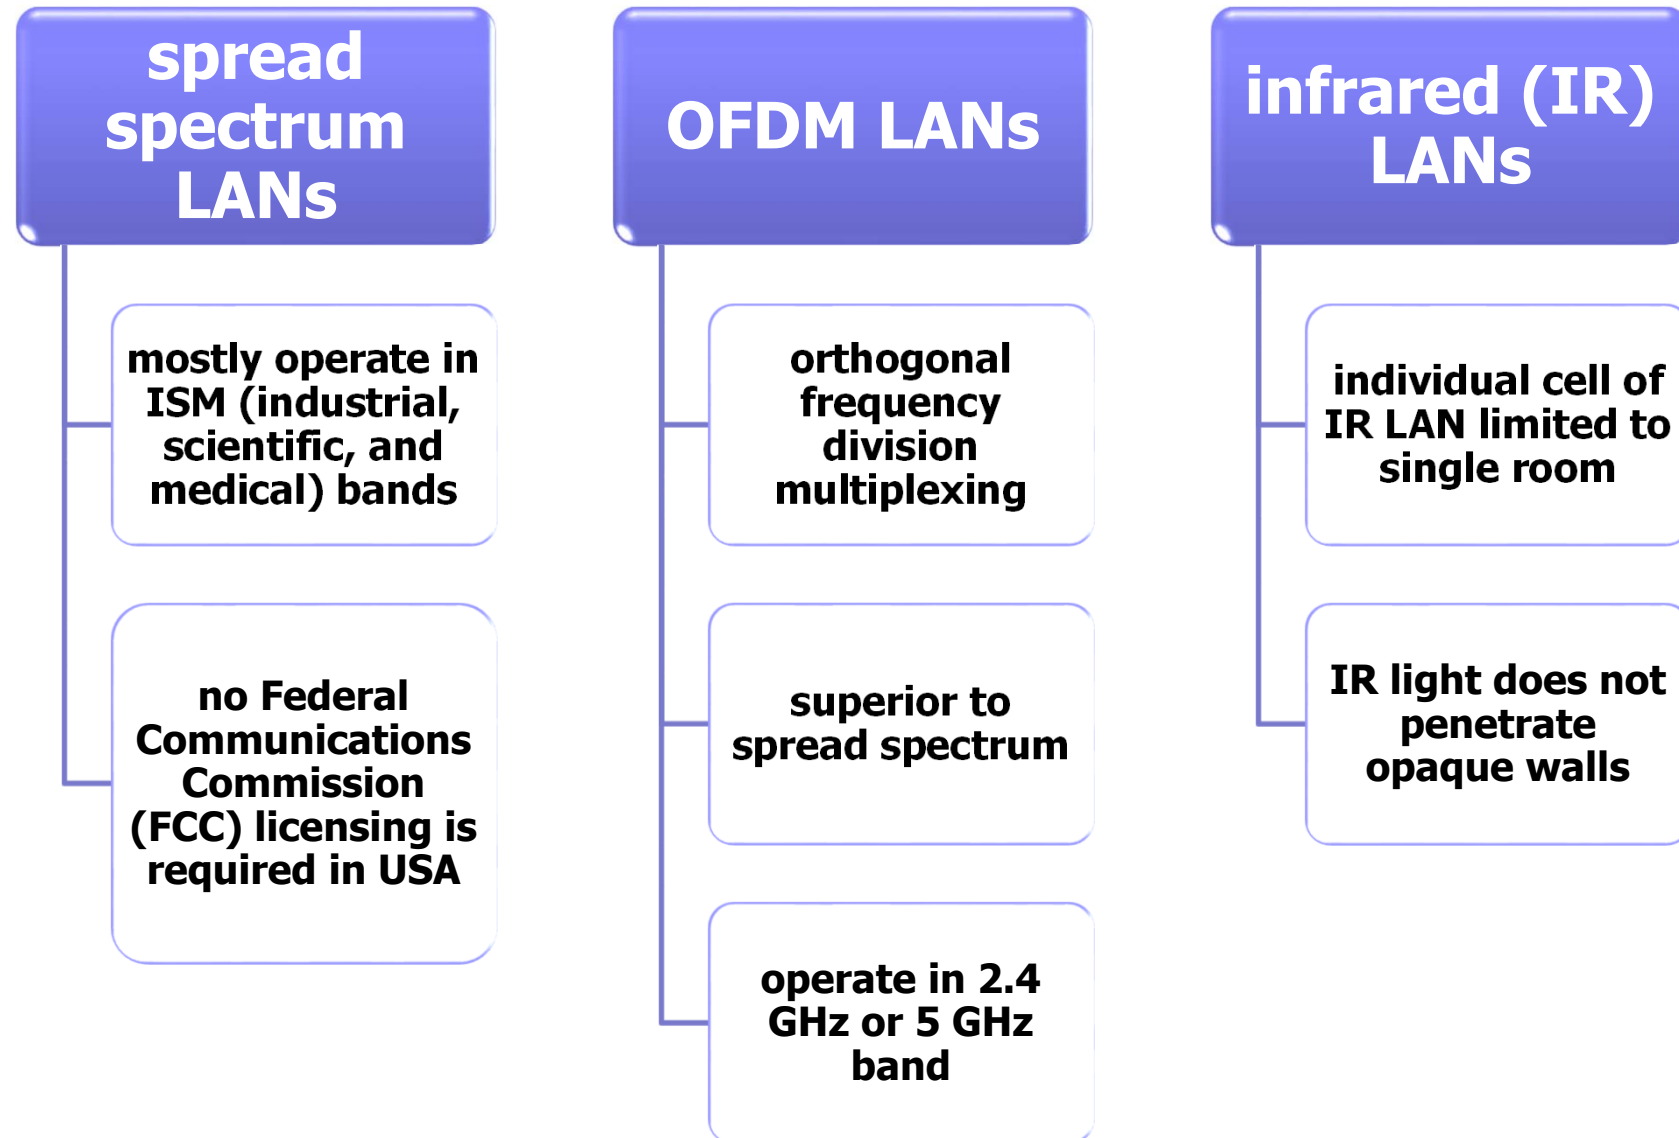 spread
spectrum
LANs
mostly operate in
ISM (industrial,
scientific, and
medical) bands
no Federal
Communications
Commission
(FCC) licensing is
required in USA
OFDM LANs
orthogonal
frequency
division
multiplexing
superior to
spread spectrum
operate in 2.4
GHz or 5 GHz
band
infrared (IR)
LANs
individual cell of
IR LAN limited to
single room
IR light does not
penetrate
opaque walls